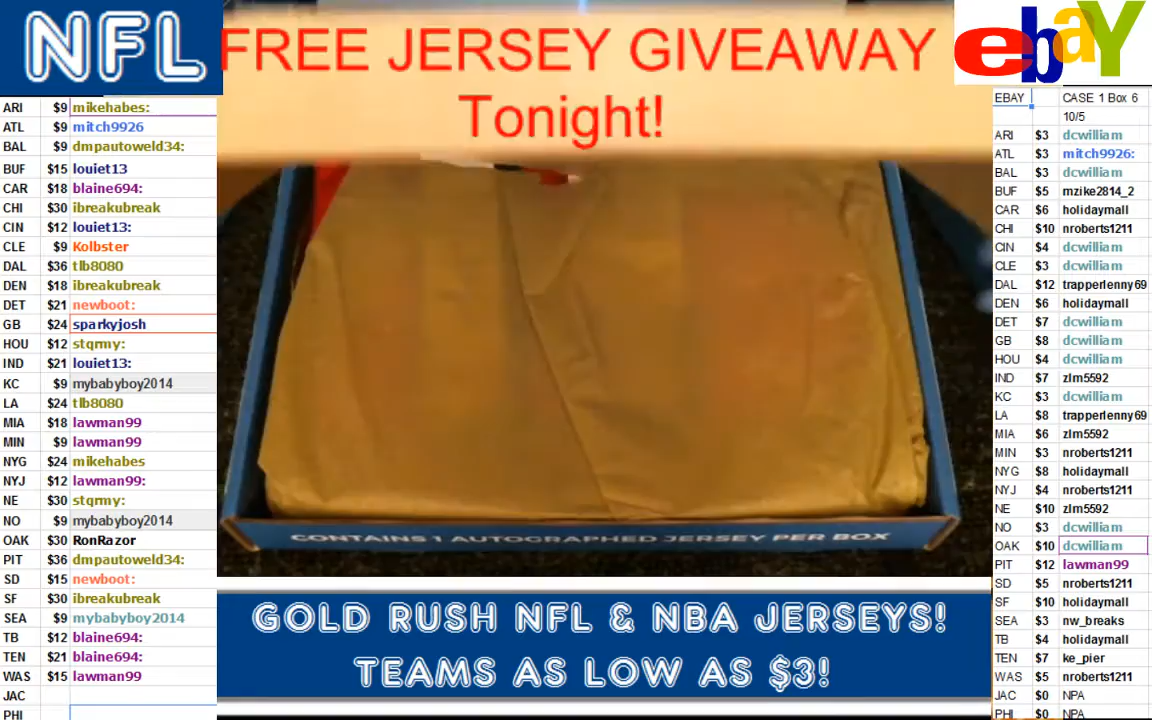 NFL
ARI $9 mikehabes:
ATL $9 mitch9926
BAL $9 dmpautoweld34:
BUF $15 louiet13
CAR $18 blaine694:
CHI $30 ibreakubreak
CIN $12 louiet13:
CLE $9 Kolbster
DAL $36 tlb8080
DEN $18 ibreakubreak
DET $21 newboot:
GB $24 sparkyjosh
HOU $12 stqrmy:
IND $21 louiet13:
KC $9 mybabyboy2014
LA $24 tlb8080
MIA $18 lawman99
MIN $9 lawman99
NYG $24 mikehabes
NYJ $12 lawman99:
NE $30 stqrmy:
NO $9 mybabyboy2014
OAK $30 RonRazor
PIT $36 dmpautoweld34:
SD $15 newboot:
SF $30 ibreakubreak
SEA $9 mybabyboy2014
TB $12 blaine694:
TEN $21 blaine694:
WAS $15 lawman99
JAC
PHI
FREE JERSEY GIVEAWAY
Tonight!
CONTAINS 1 AUTOGRAPHED JERSEY PER BOX
GOLD RUSH NFL & NBA JERSEYS!
TEAMS AS LOW AS $3!
ebaY
EBAY CASE 1 Box 6
10/5
ARI $3 dcwilliam
ATL $3 mitch9926:
BAL $3 dcwilliam
BUF $5 mzike2814_2
CAR $6 holidaymall
CHI $10 nroberts1211
CIN $4 dcwilliam
CLE $3 dcwilliam
DAL $12 trapperlenny69
DEN $6 holidaymall
DET $7 dcwilliam
GB $8 dcwilliam
HOU $4 dcwilliam
IND $7 zlm5592
KC $3 dcwilliam
LA $8 trapperlenny69
MIA $6 zlm5592
MIN $3 nroberts1211
NYG $8 holidaymall
NYJ $4 nroberts1211
NE $10 zlm5592
NO $3 dcwilliam
OAK $10 dcwilliam
PIT $12 lawman99
SD $5 nroberts1211
SF $10 holidaymall
SEA $3 nw_breaks
TB $4 holidaymall
TEN $7 ke_pier
WAS $5 nroberts1211
JAC $0 NPA
PHI $0 NPA